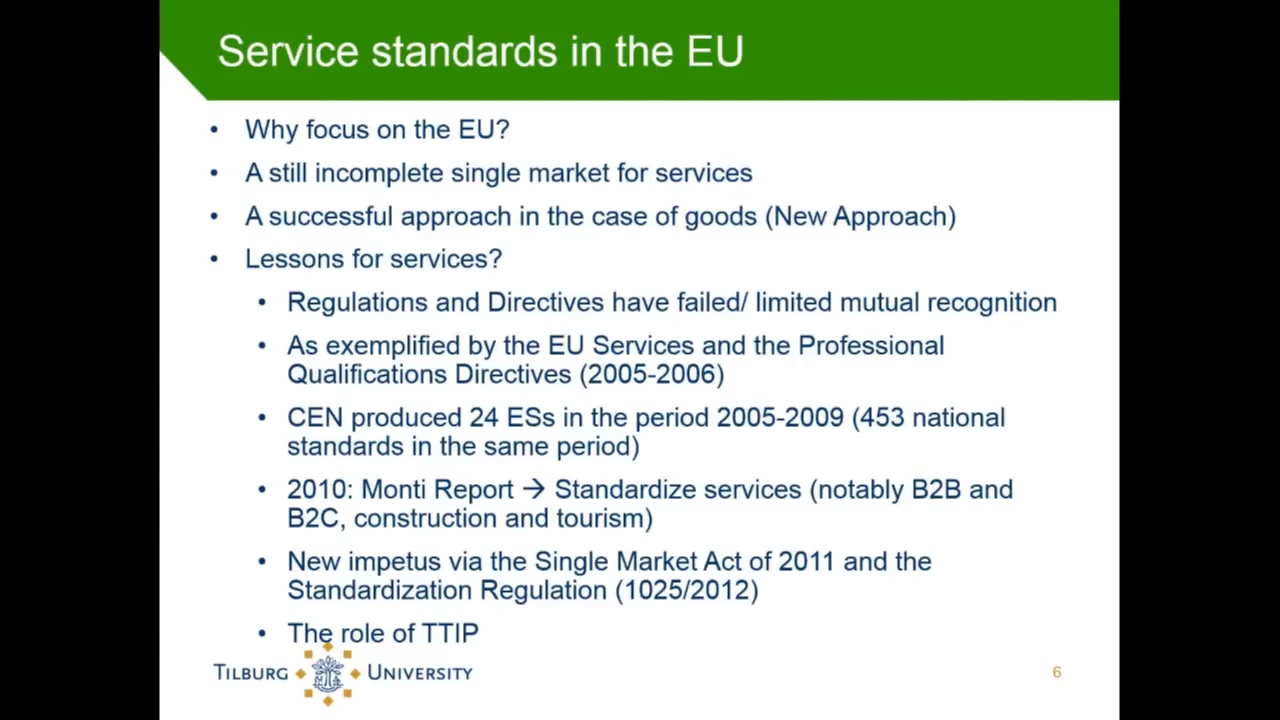 Service standards in the EU
• Why focus on the EU?
• A still incomplete single market for services
• A successful approach in the case of goods (New Approach)
• Lessons for services?
• Regulations and Directives have failed/ limited mutual recognition
• As exemplified by the EU Services and the Professional
Qualifications Directives (2005-2006)
• CEN produced 24 ESs in the period 2005-2009 (453 national
standards in the same period)
• 2010: Monti Report → Standardize services (notably B2B and
B2C, construction and tourism)
• New impetus via the Single Market Act of 2011 and the
Standardization Regulation (1025/2012)
• The role of TTIP
TILBURG UNIVERSITY
6